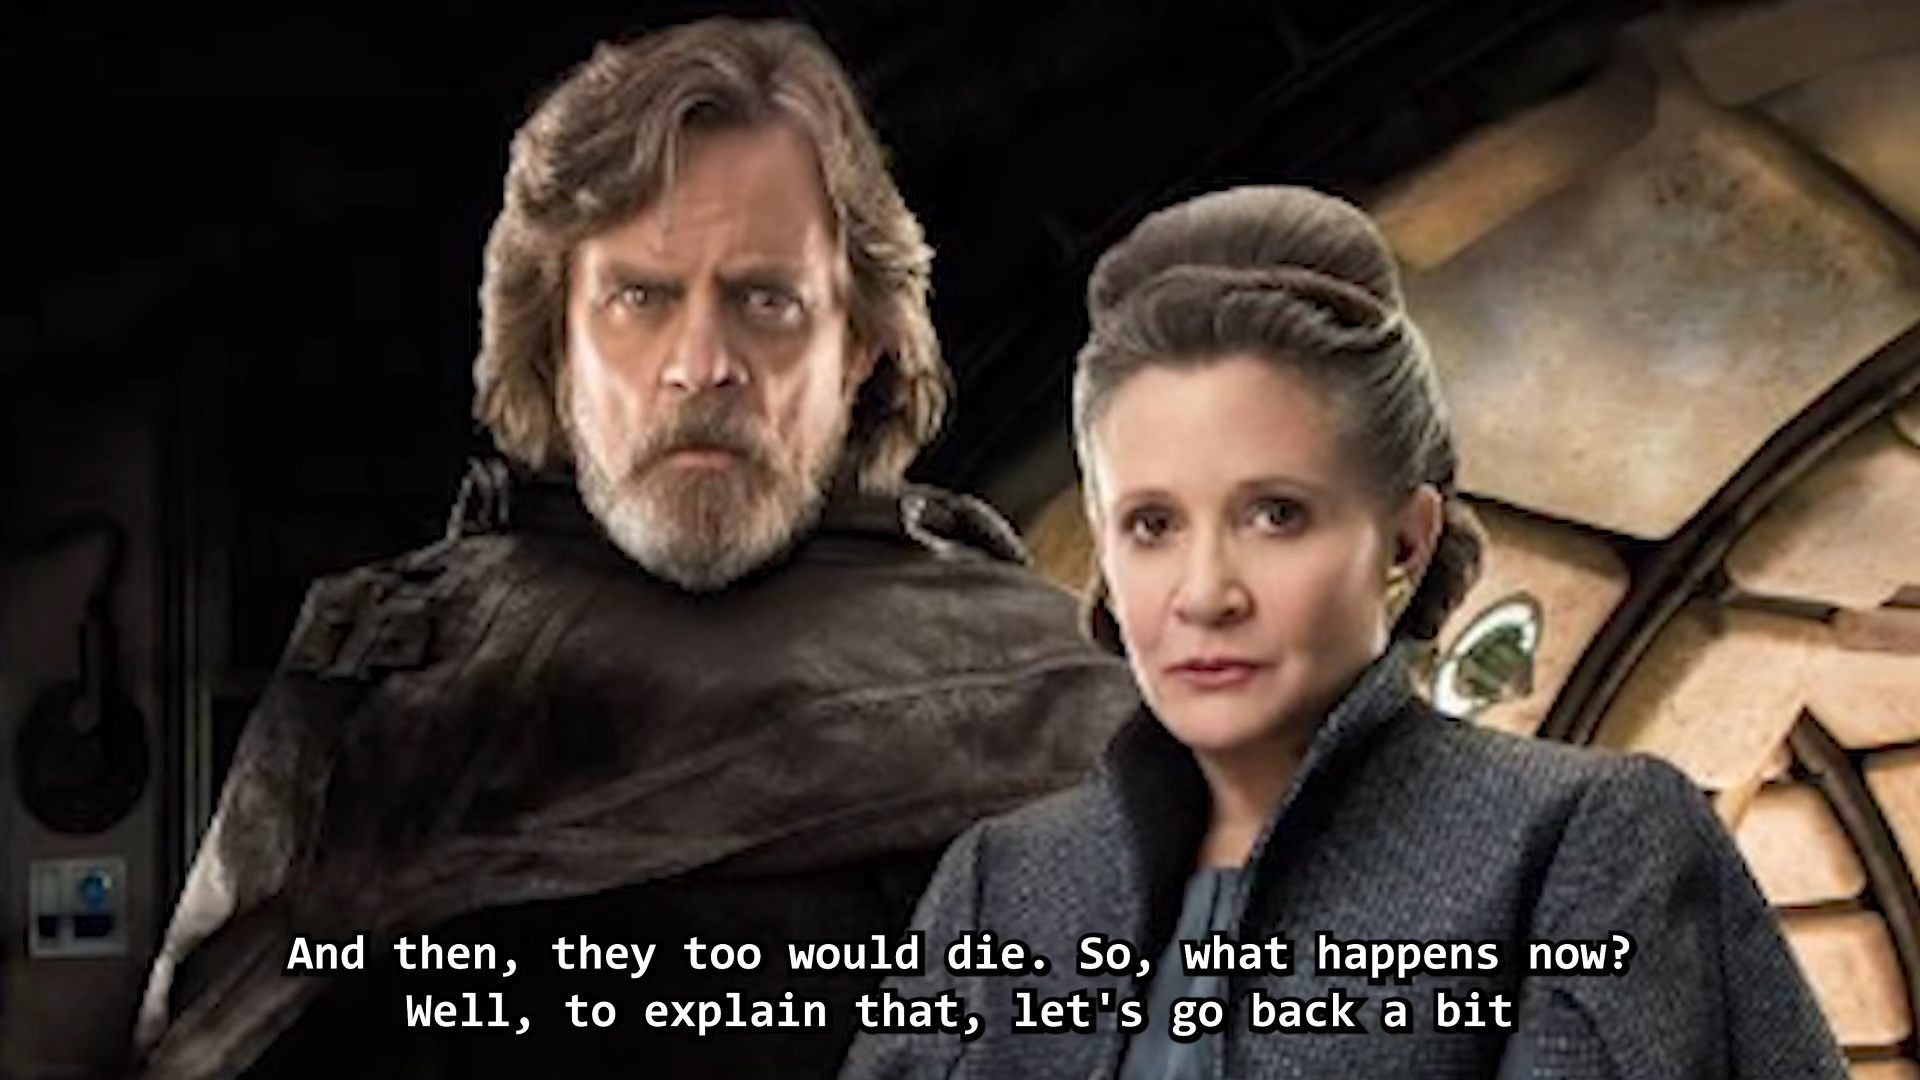 And then, they too would die. So, what happens now?
Well, to explain that, let's go back a bit